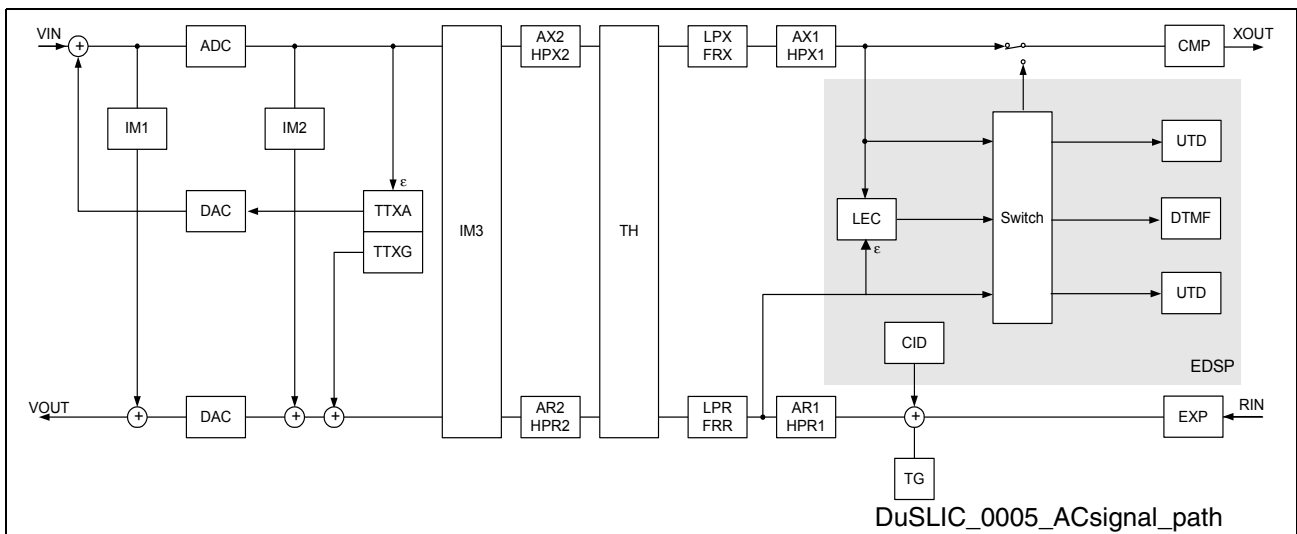 VIN
ADC
AX2
HPX2
LPX
FRX
AX1
HPX1
CMP
XOUT
IM1
IM2
UTD
ε
DAC
TTXA
TTXG
IM3
TH
LEC
ε
Switch
DTMF
UTD
CID
EDSP
VOUT
DAC
AR2
HPR2
LPR
FRR
AR1
HPR1
EXP
RIN
TG
DuSLIC_0005_ACsignal_path